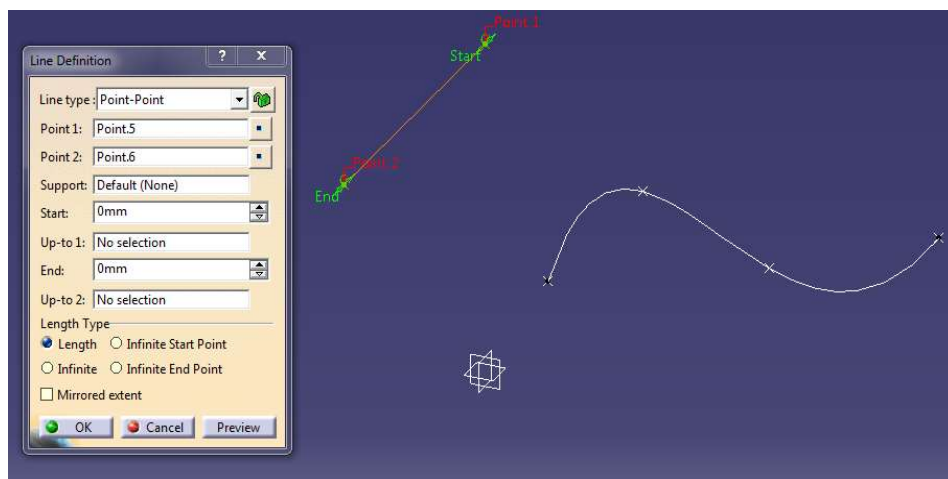 Line Definition
? X
Line type : Point-Point
Point 1: Point.5
Point 2: Point.6
Support: Default (None)
Start: 0mm
Up-to 1: No selection
End: 0mm
Up-to 2: No selection
Length Type
Length Infinite Start Point
Infinite Infinite End Point
Mirrored extent
OK Cancel Preview
Point 1
Start
Point 2
End